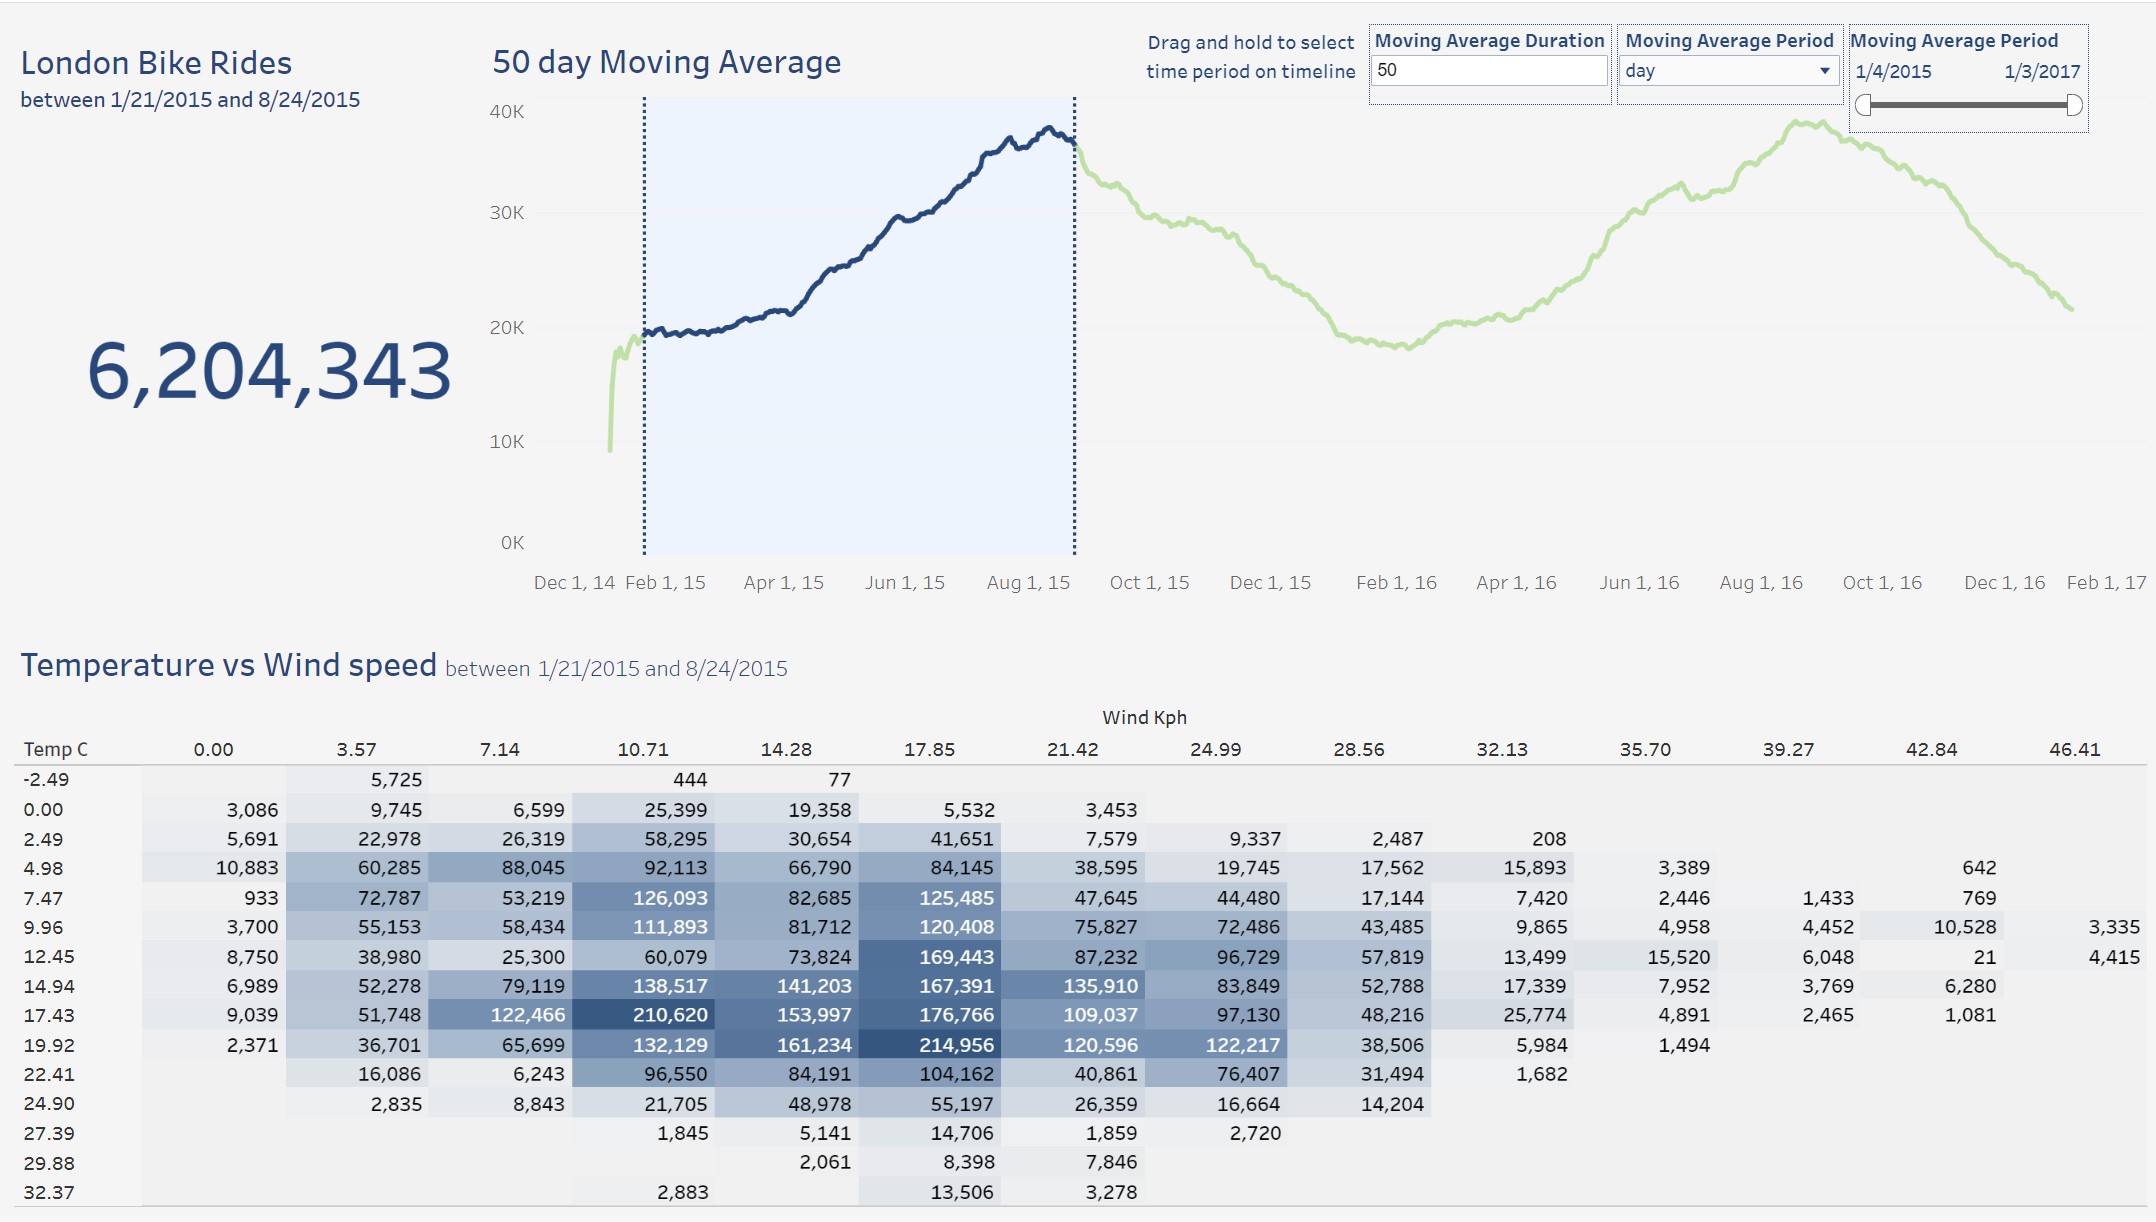 London Bike Rides
between 1/21/2015 and 8/24/2015
6,204,343
50 day Moving Average
Drag and hold to select
time period on timeline
Moving Average Duration
50
Moving Average Period
day
Moving Average Period
1/4/2015 1/3/2017
40K
30K
20K
10K
0K
Dec 1, 14 Feb 1, 15 Apr 1, 15 Jun 1, 15 Aug 1, 15 Oct 1, 15 Dec 1, 15 Feb 1, 16 Apr 1, 16 Jun 1, 16 Aug 1, 16 Oct 1, 16 Dec 1, 16 Feb 1, 17
Temperature vs Wind speed between 1/21/2015 and 8/24/2015
Wind Kph
Temp C 0.00 3.57 7.14 10.71 14.28 17.85 21.42 24.99 28.56 32.13 35.70 39.27 42.84 46.41
-2.49 5,725 444 77
0.00 3,086 9,745 6,599 25,399 19,358 5,532 3,453
2.49 5,691 22,978 26,319 58,295 30,654 41,651 7,579 9,337 2,487 208
4.98 10,883 60,285 88,045 92,113 66,790 84,145 38,595 19,745 17,562 15,893 3,389 642
7.47 933 72,787 53,219 126,093 82,685 125,485 47,645 44,480 17,144 7,420 2,446 1,433 769
9.96 3,700 55,153 58,434 111,893 81,712 120,408 75,827 72,486 43,485 9,865 4,958 4,452 10,528 3,335
12.45 8,750 38,980 25,300 60,079 73,824 169,443 87,232 96,729 57,819 13,499 15,520 6,048 21 4,415
14.94 6,989 52,278 79,119 138,517 141,203 167,391 135,910 83,849 52,788 17,339 7,952 3,769 6,280
17.43 9,039 51,748 122,466 210,620 153,997 176,766 109,037 97,130 48,216 25,774 4,891 2,465 1,081
19.92 2,371 36,701 65,699 132,129 161,234 214,956 120,596 122,217 38,506 5,984 1,494
22.41 16,086 6,243 96,550 84,191 104,162 40,861 76,407 31,494 1,682
24.90 2,835 8,843 21,705 48,978 55,197 26,359 16,664 14,204
27.39 1,845 5,141 14,706 1,859 2,720
29.88 2,061 8,398 7,846
32.37 2,883 13,506 3,278